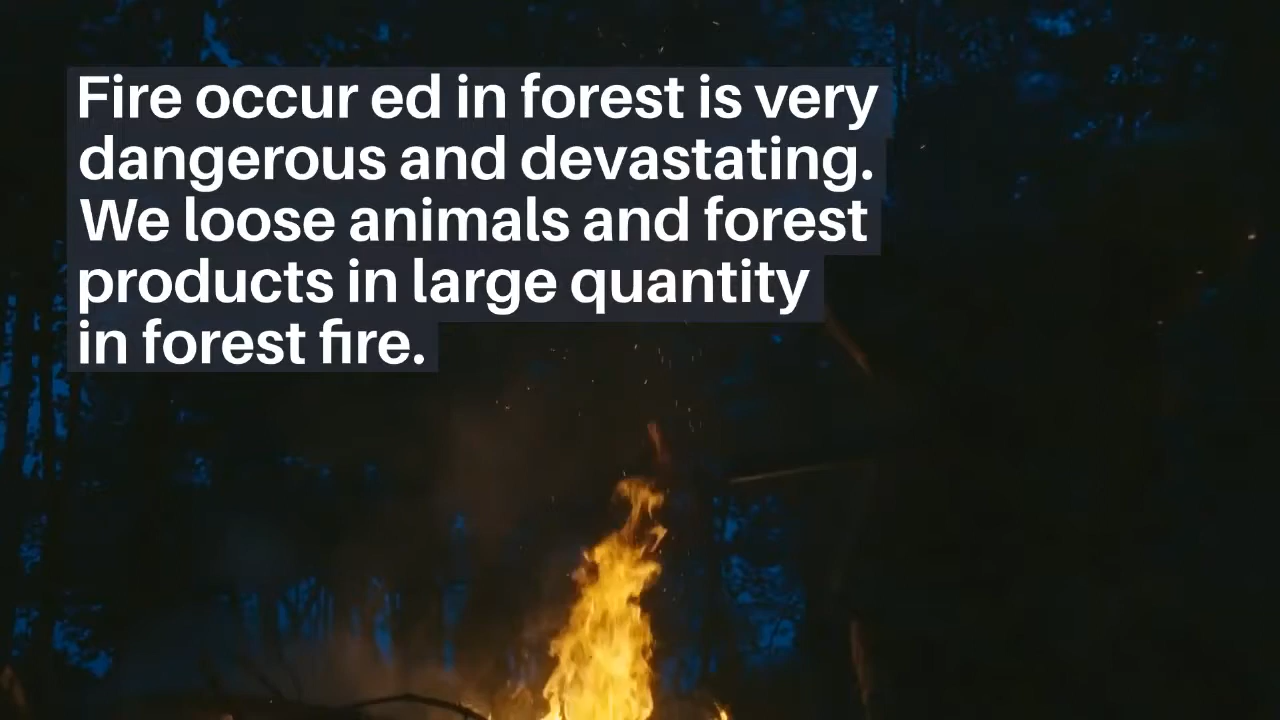 Fire occur ed in forest is very
dangerous and devastating.
We loose animals and forest
products in large quantity
in forest fire.